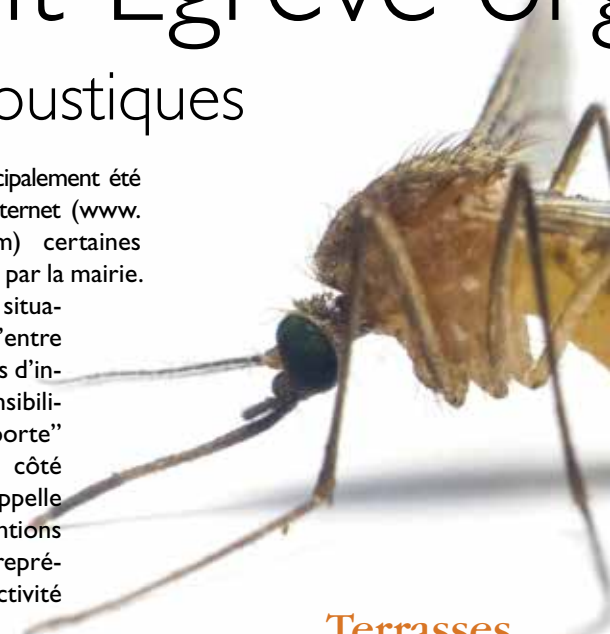 nt Egrève org
oustiques
cipalement été
ternet (www.
m) certaines
par la mairie.
situa-
'entre
s d'in-
nsibili-
porte”
côté
ppelle
ntions
repré-
ctivité
Terrasses